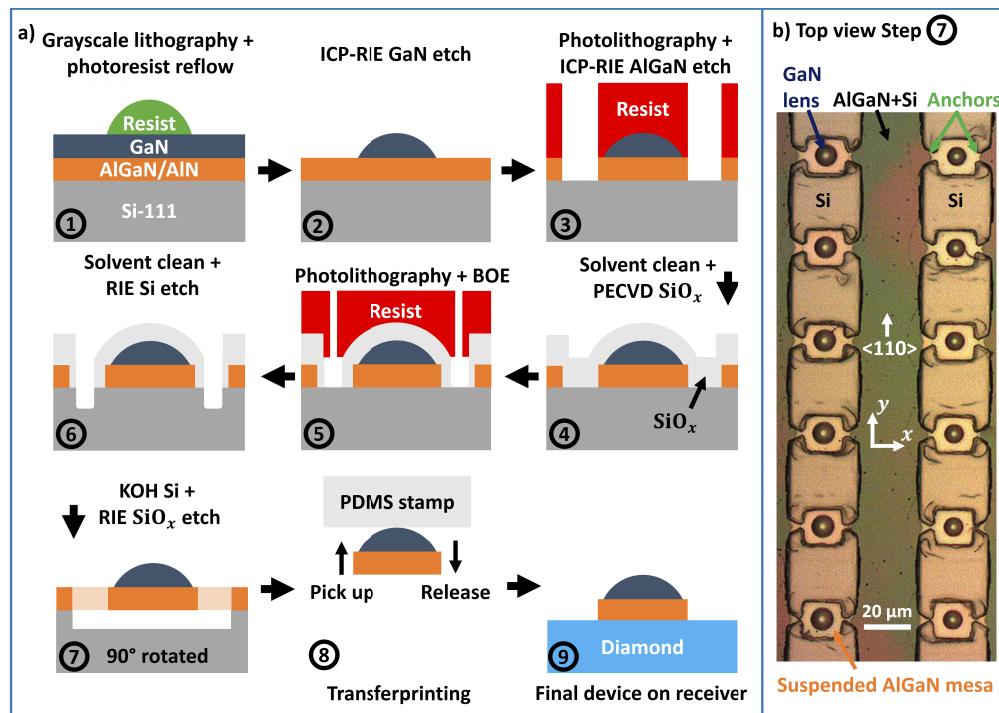 a)
Grayscale lithography +
photoresist reflow
Resist
GaN
AlGaN/AlN
Si-111
1
ICP-RIE GaN etch
2
Photolithography +
ICP-RIE AlGaN etch
Resist
3
Solvent clean +
PECVD SiOₓ
SiOₓ
4
Photolithography + BOE
Resist
5
Solvent clean +
RIE Si etch
6
KOH Si +
RIE SiOₓ etch
7
90° rotated
PDMS stamp
Pick up
Release
8
Transferprinting
9
Diamond
Final device on receiver
b) Top view Step 7
GaN
lens
AlGaN+Si
Anchors
Si
Si
<110>
y
x
20 µm
Suspended AlGaN mesa